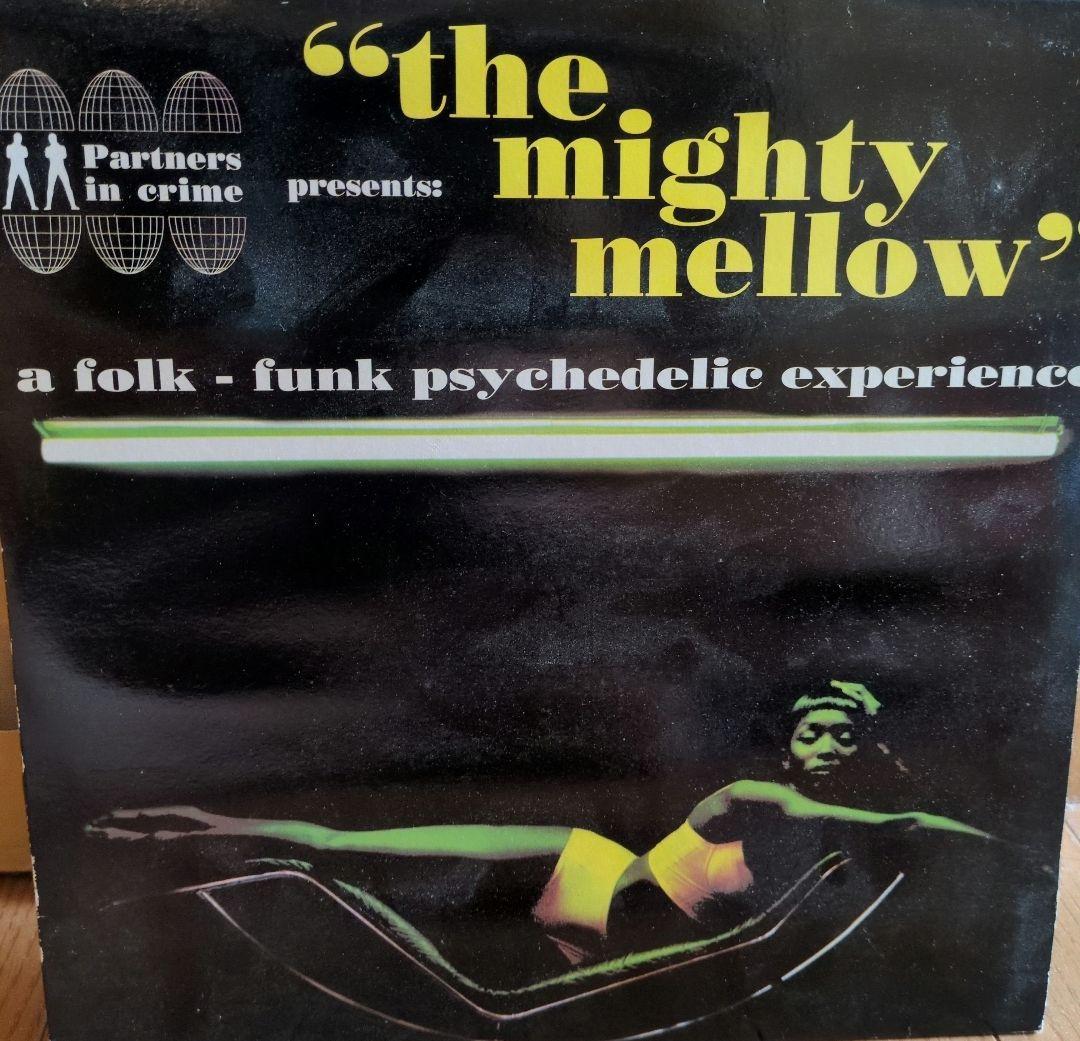 Partners
in crime
presents:
“the
mighty
mellow”
a folk - funk psychedelic experience